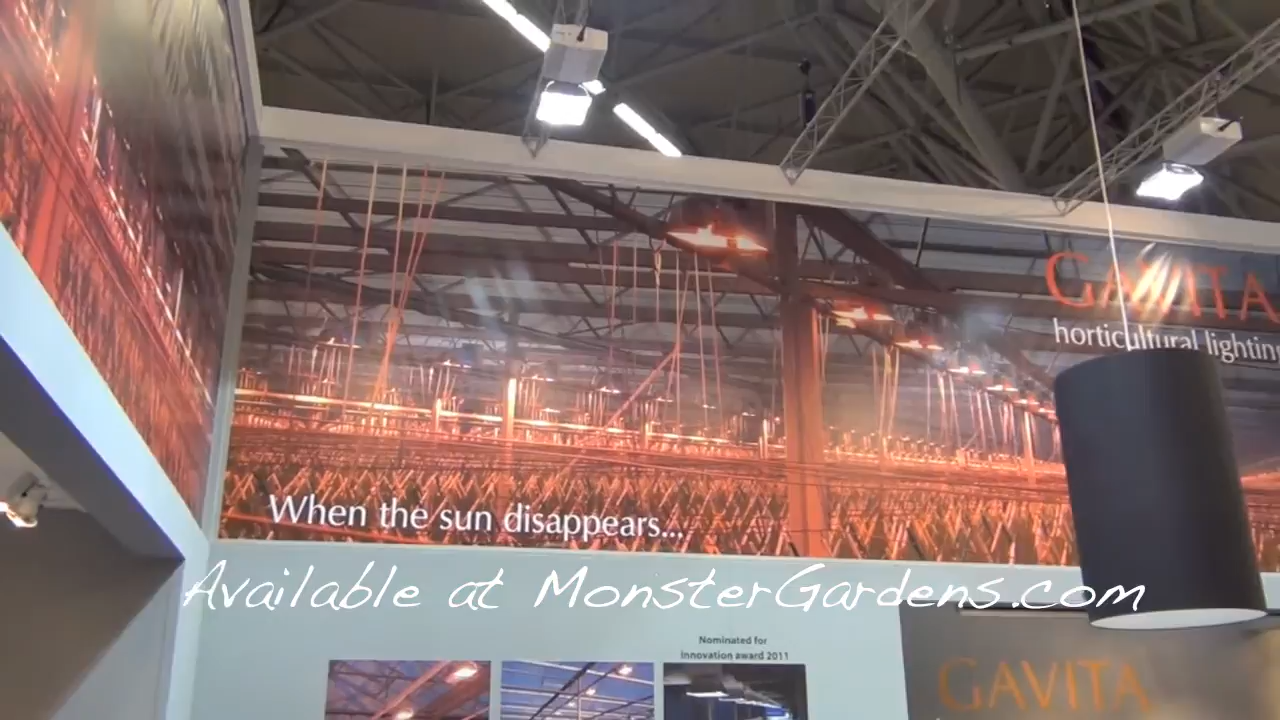 GAVITA
horticultural lighting
When the sun disappears...
Available at MonsterGardens.com
Nominated for
innovation award 2011
GAVITA